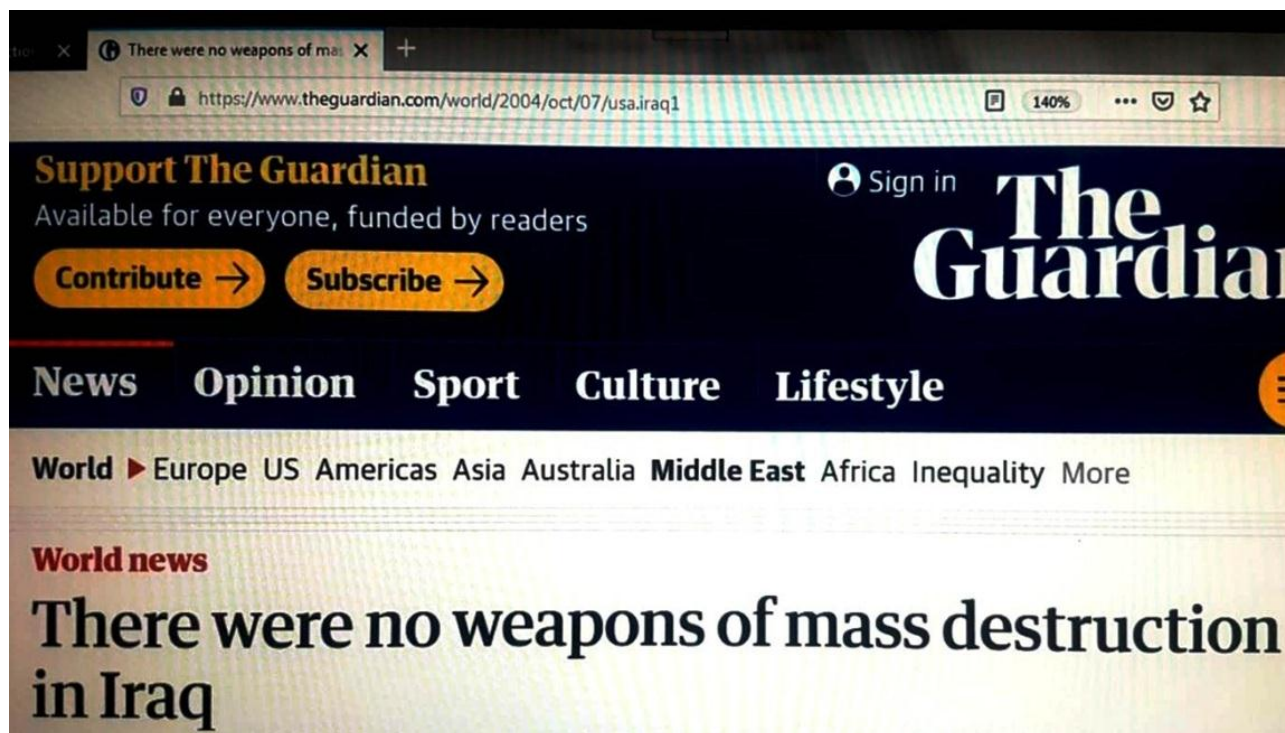 There were no weapons of mas
https://www.theguardian.com/world/2004/oct/07/usa.iraq1 140%
Support The Guardian
Available for everyone, funded by readers
Sign in
The
Guardia
Contribute → Subscribe →
News Opinion Sport Culture Lifestyle
World ▶ Europe US Americas Asia Australia Middle East Africa Inequality More
World news
There were no weapons of mass destruction
in Iraq